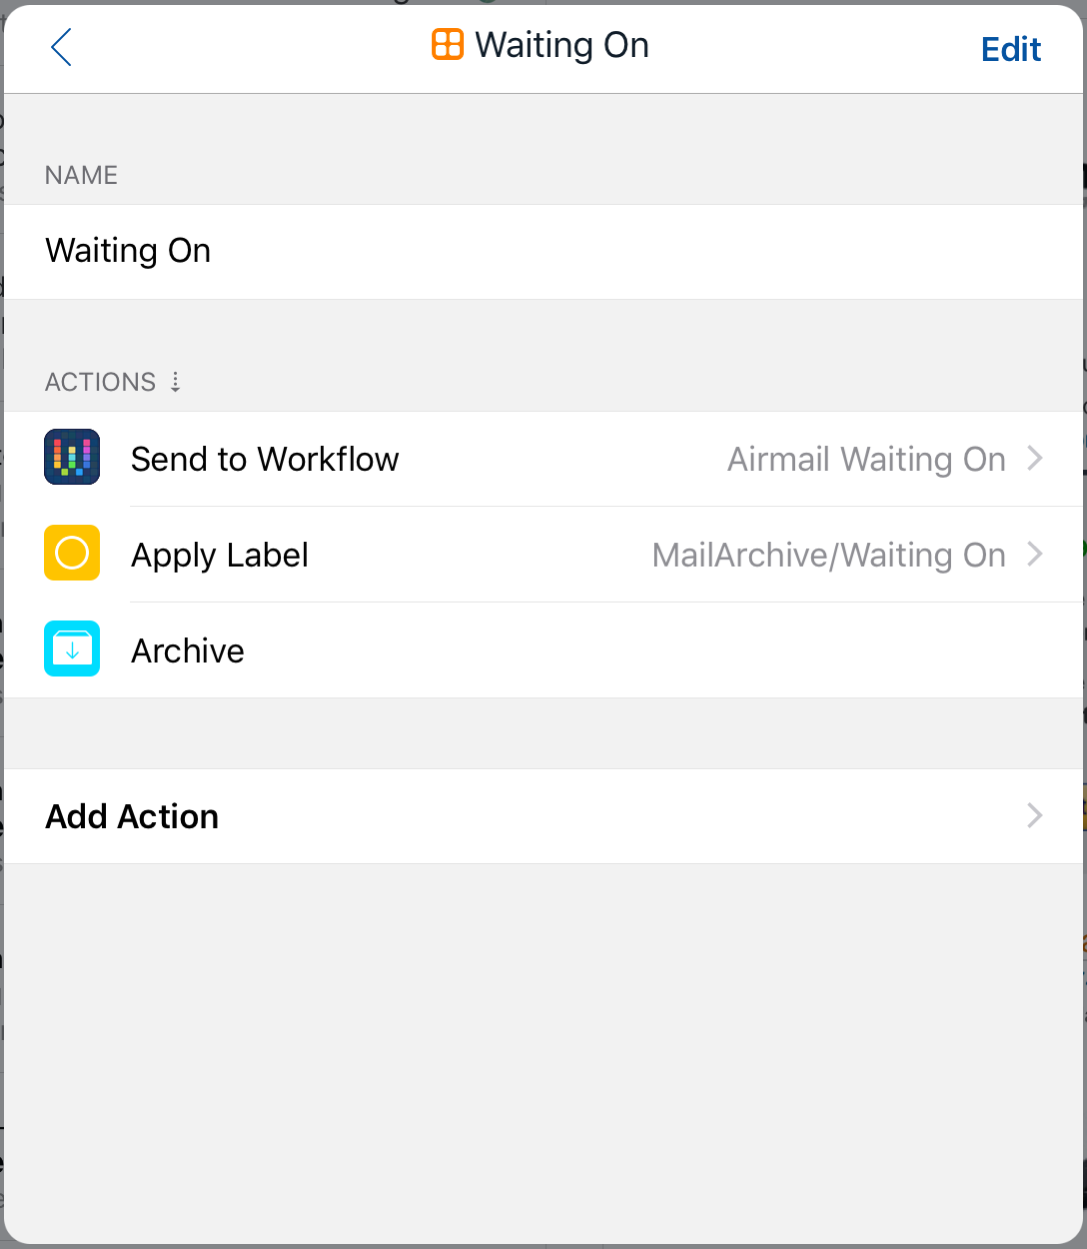 Waiting On
Edit
NAME
Waiting On
ACTIONS
Send to Workflow Airmail Waiting On
Apply Label MailArchive/Waiting On
Archive
Add Action